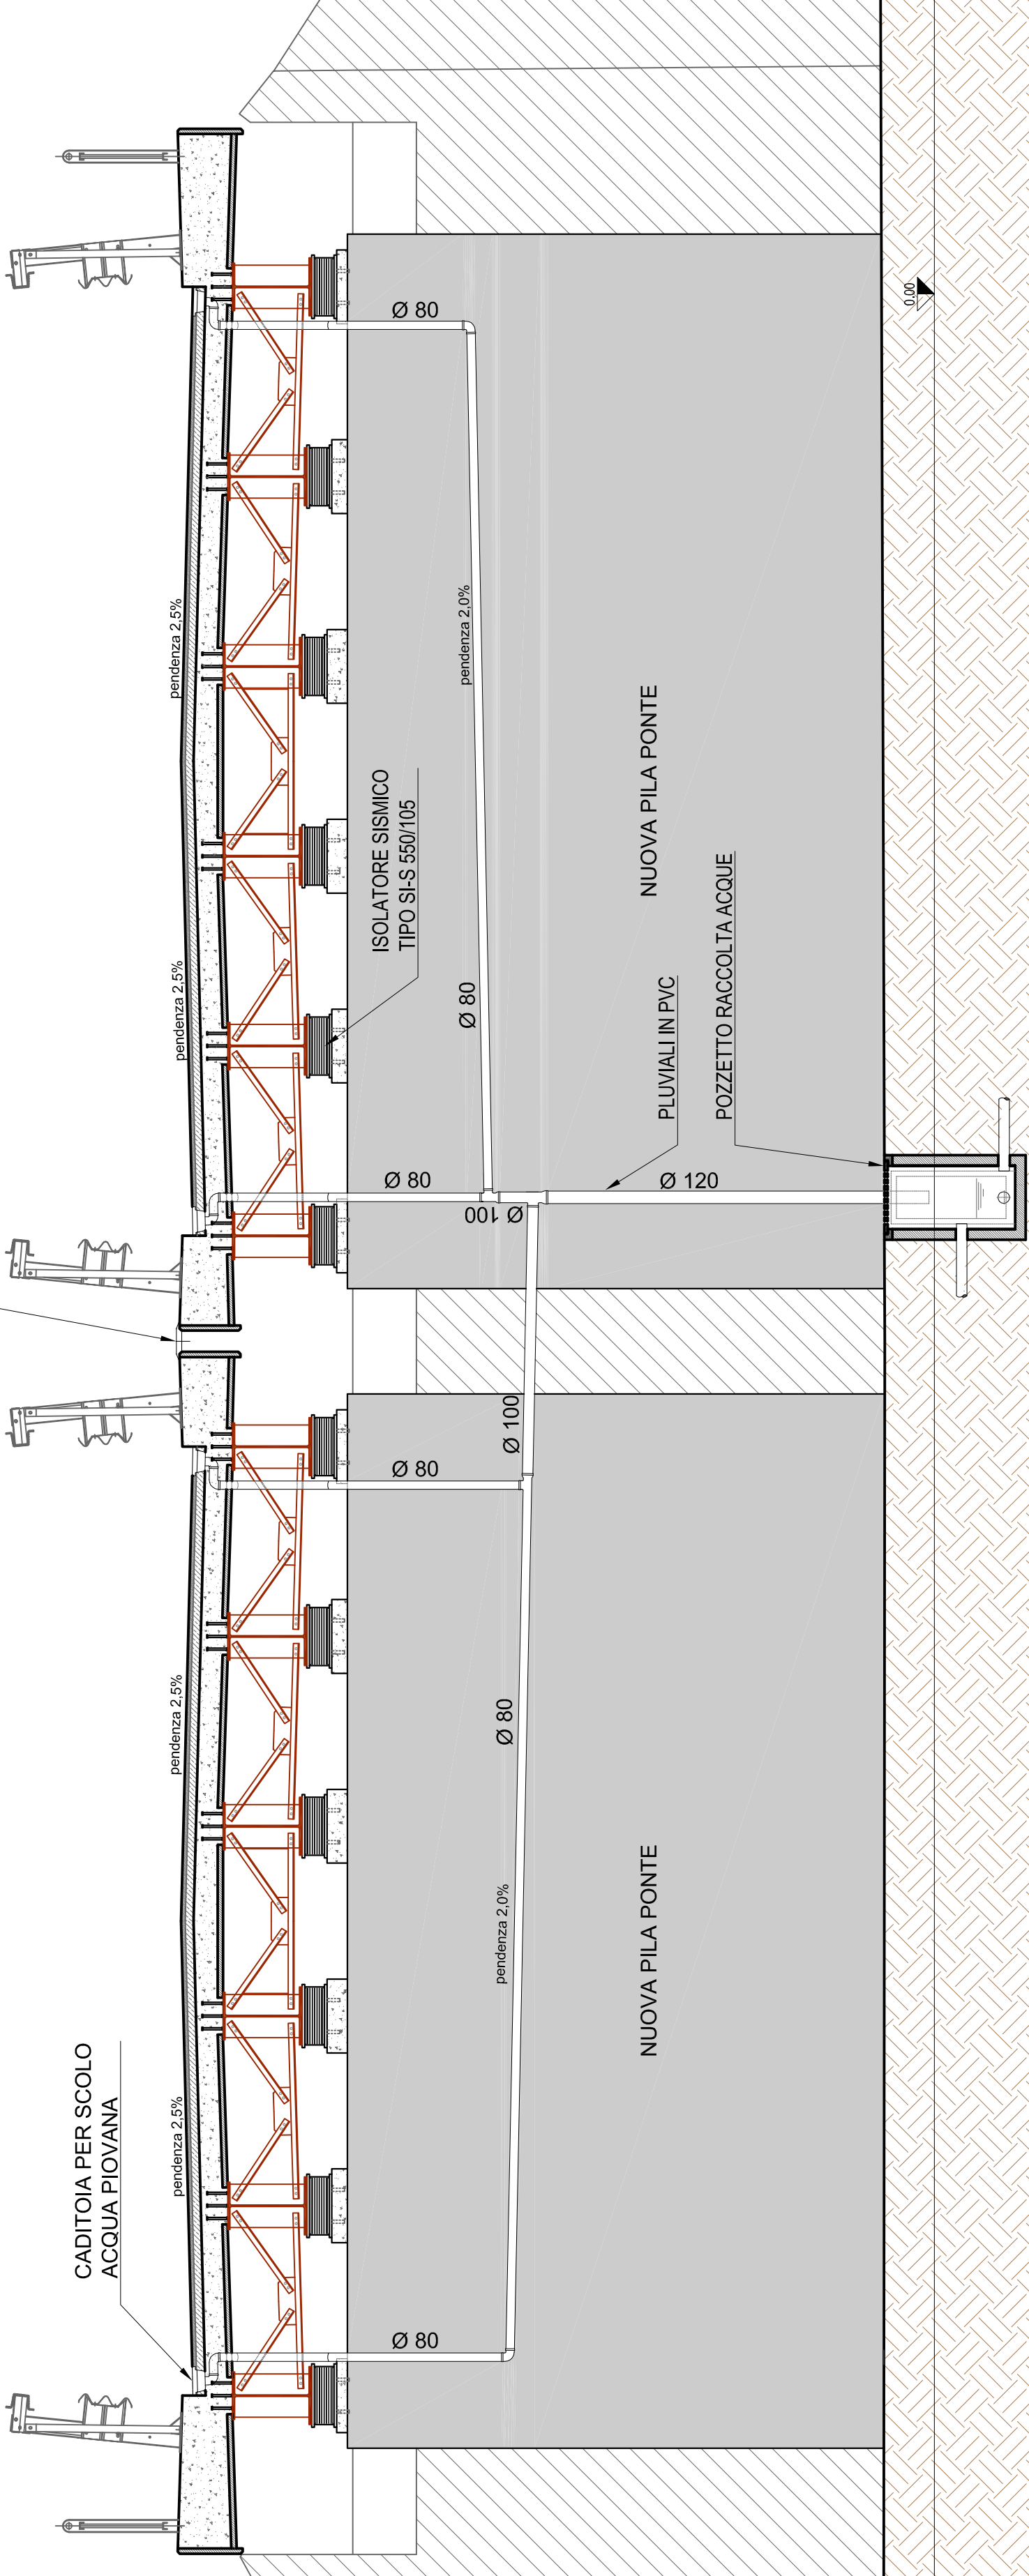 CADITOIA PER SCOLO
ACQUA PIOVANA
pendenza 2,5%
pendenza 2,5%
pendenza 2,5%
pendenza 2,5%
ISOLATORE SISMICO
TIPO SI-S 550/105
Ø 80
Ø 80
Ø 80
Ø 80
pendenza 2,0%
Ø 80
Ø 100
Ø 100
Ø 80
pendenza 2,0%
NUOVA PILA PONTE
NUOVA PILA PONTE
PLUVIALI IN PVC
Ø 120
POZZETTO RACCOLTA ACQUE
0.00